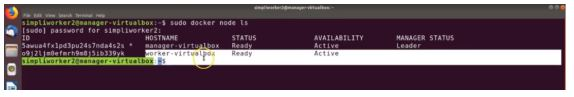 simpliworker2@manager-virtualbox: ~
File Edit View Search Terminal Help
simpliworker2@manager-virtualbox:~$ sudo docker node ls
[sudo] password for simpliworker2:
ID HOSTNAME STATUS AVAILABILITY MANAGER STATUS
5awua4fx1pd3pu24s7nda4s2s * manager-virtualbox Ready Active Leader
o9j2ljm0efmrh9m8j5ib339yk worker-virtualbox Ready Active
simpliworker2@manager-virtualbox:~$